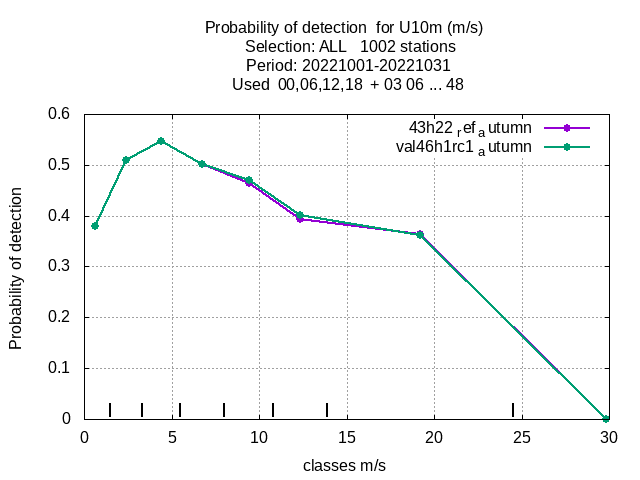 Probability of detection  for U10m (m/s)
Selection: ALL   1002 stations
Period: 20221001-20221031
Used  00,06,12,18  + 03 06 ... 48
43h22refautumn
val46h1rc1autumn
0.6
0.5
0.4
0.3
0.2
0.1
0
Probability of detection
0 5 10 15 20 25 30
classes m/s